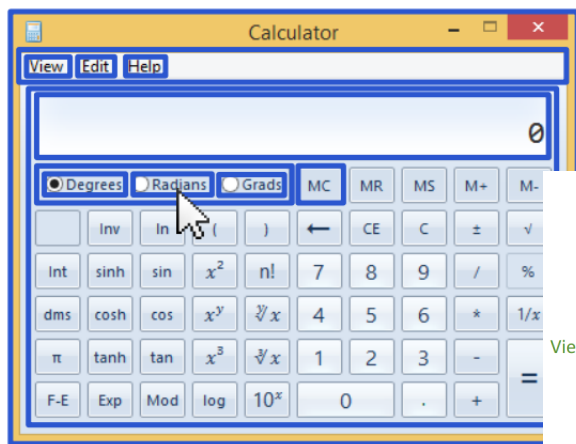 Calculator
View Edit Help
0
Degrees Radians Grads MC MR MS M+ M-
Inv ln ( ) ← CE C ± √
Int sinh sin x² n! 7 8 9 / %
dms cosh cos xʸ ʸ√x 4 5 6 * 1/x
π tanh tan x³ ³√x 1 2 3 - =
F-E Exp Mod log 10ˣ 0 . +
Vie